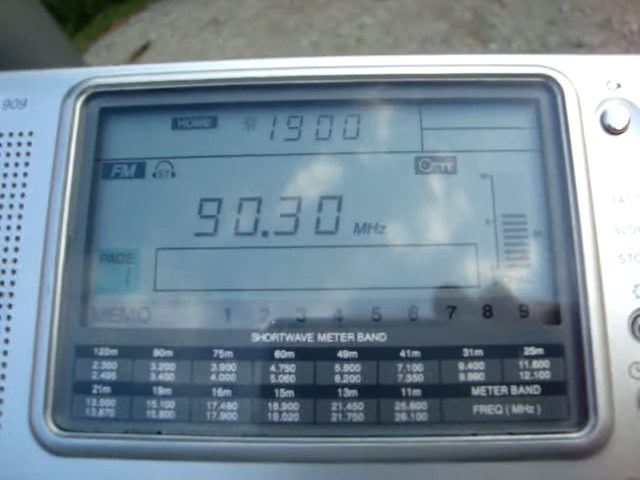 909
HOME 19 00
FM ST
90.30 MHz
PAGE
1
MEMO 1 2 3 4 5 6 7 8 9
SHORTWAVE METER BAND
120m 90m 75m 60m 49m 41m 31m 25m
2.300 3.200 3.900 4.750 5.900 7.100 9.400 11.600
2.495 3.400 4.000 5.060 6.200 7.350 9.990 12.100
21m 19m 16m 15m 13m 11m METER BAND
13.500 15.100 17.480 18.900 21.450 25.600 FREQ (MHz)
13.870 15.800 17.900 19.020 21.750 26.100